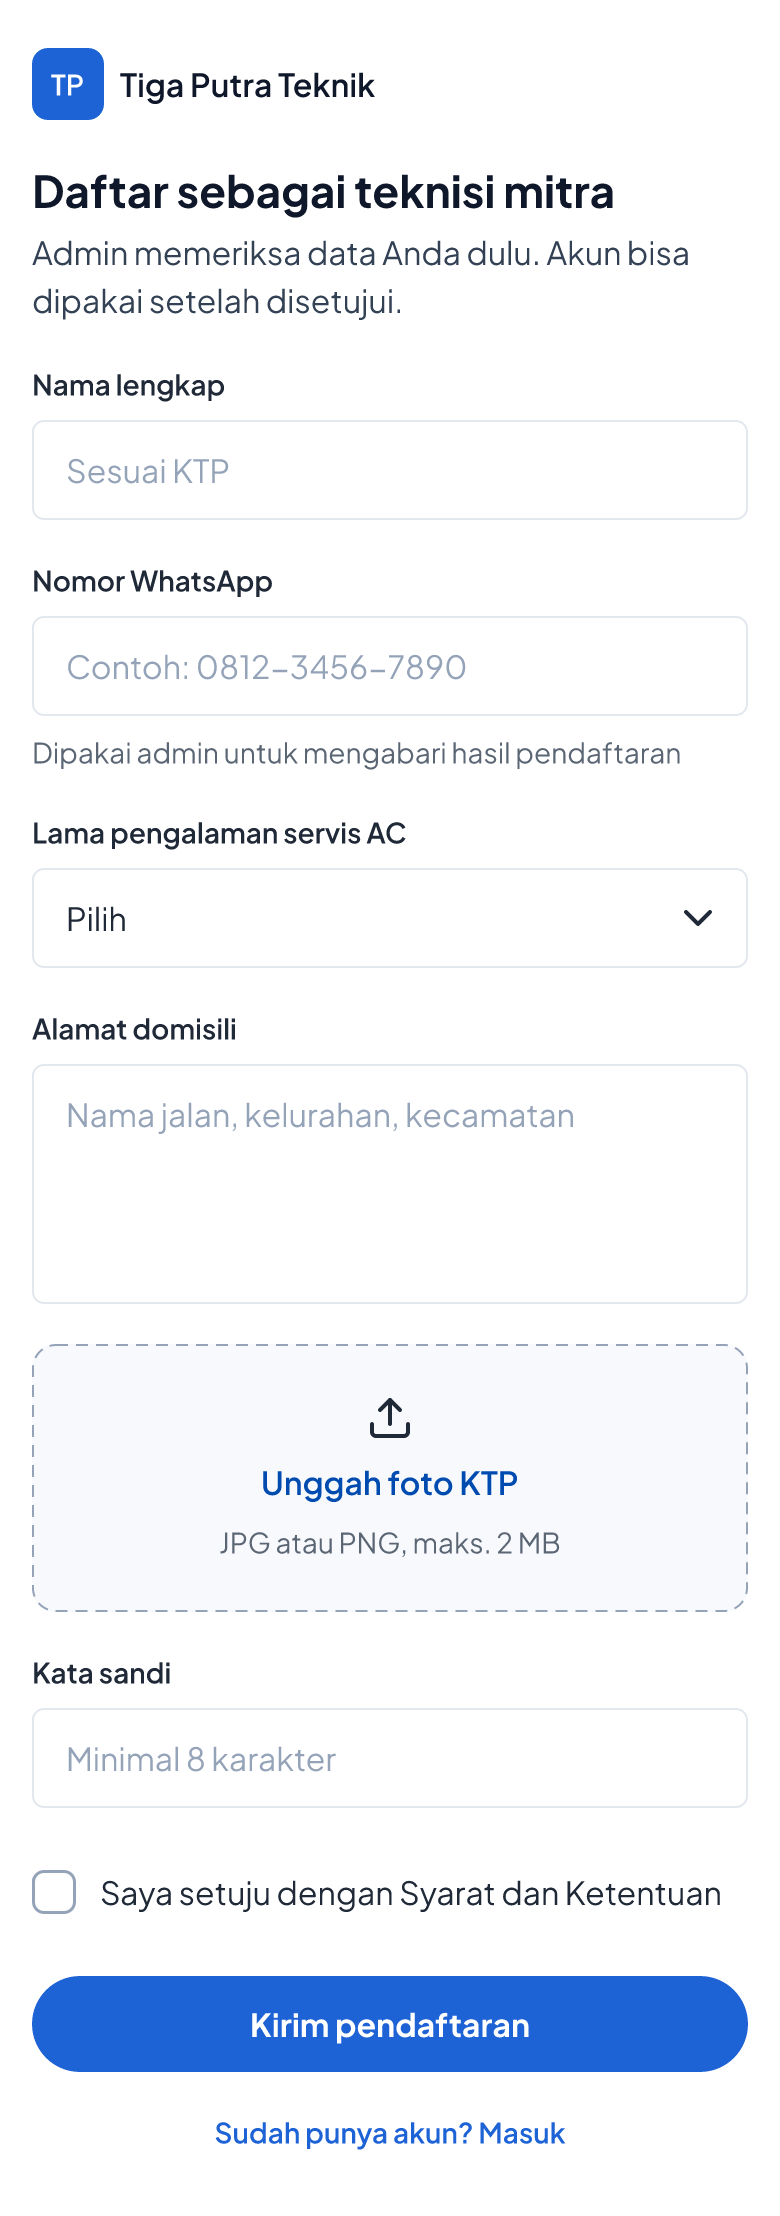 TP
Tiga Putra Teknik
Daftar sebagai teknisi mitra
Admin memeriksa data Anda dulu. Akun bisa
dipakai setelah disetujui.
Nama lengkap
Sesuai KTP
Nomor WhatsApp
Contoh: 0812-3456-7890
Dipakai admin untuk mengabari hasil pendaftaran
Lama pengalaman servis AC
Pilih
Alamat domisili
Nama jalan, kelurahan, kecamatan
Unggah foto KTP
JPG atau PNG, maks. 2 MB
Kata sandi
Minimal 8 karakter
Saya setuju dengan Syarat dan Ketentuan
Kirim pendaftaran
Sudah punya akun? Masuk